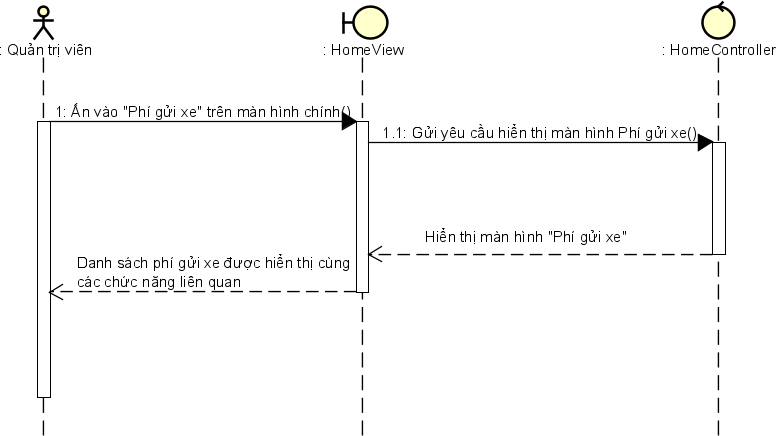 : Quản trị viên
: HomeView
: HomeController
1: Ấn vào "Phí gửi xe" trên màn hình chính()
1.1: Gửi yêu cầu hiển thị màn hình Phí gửi xe()
Hiển thị màn hình "Phí gửi xe"
Danh sách phí gửi xe được hiển thị cùng
các chức năng liên quan